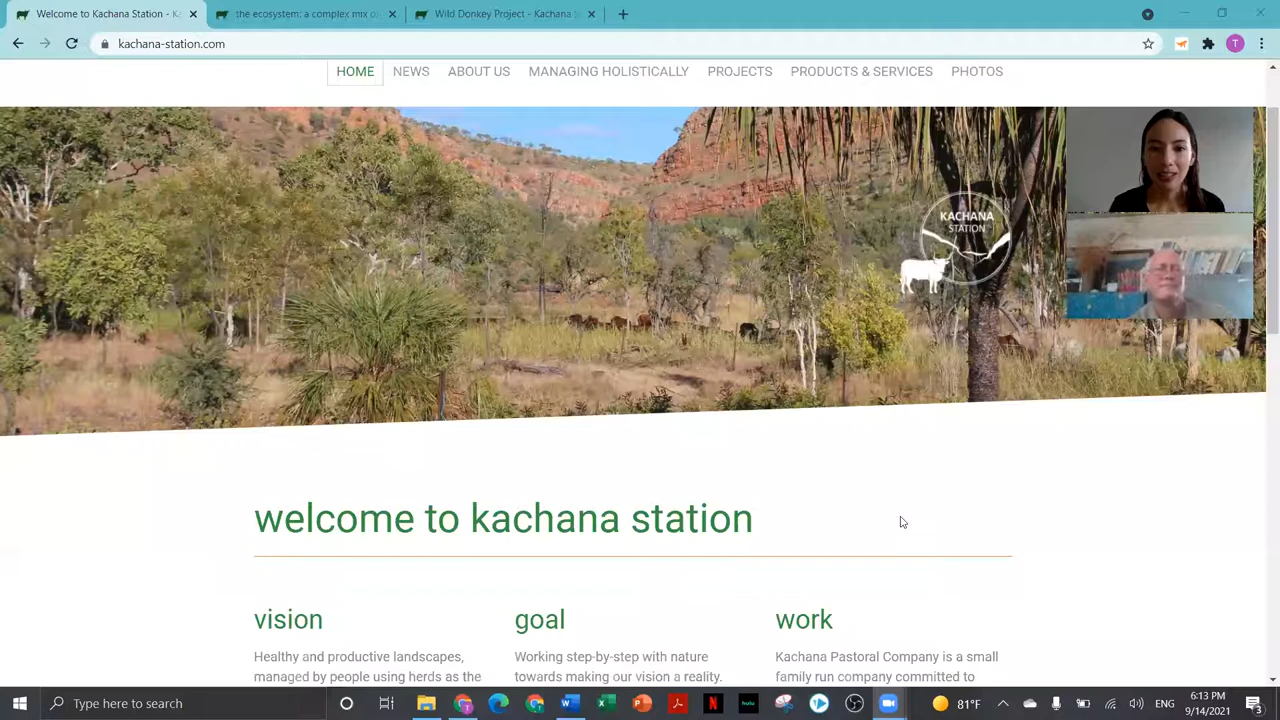 Welcome to Kachana Station - Ka
the ecosystem: a complex mix of
Wild Donkey Project - Kachana
kachana-station.com
T
HOME NEWS ABOUT US MANAGING HOLISTICALLY PROJECTS PRODUCTS & SERVICES PHOTOS
KACHANA
STATION
welcome to kachana station
vision
goal
work
Healthy and productive landscapes,
managed by people using herds as the
Working step-by-step with nature
towards making our vision a reality.
Kachana Pastoral Company is a small
family run company committed to
Type here to search
hulu
81°F
ENG
6:13 PM
9/14/2021
3